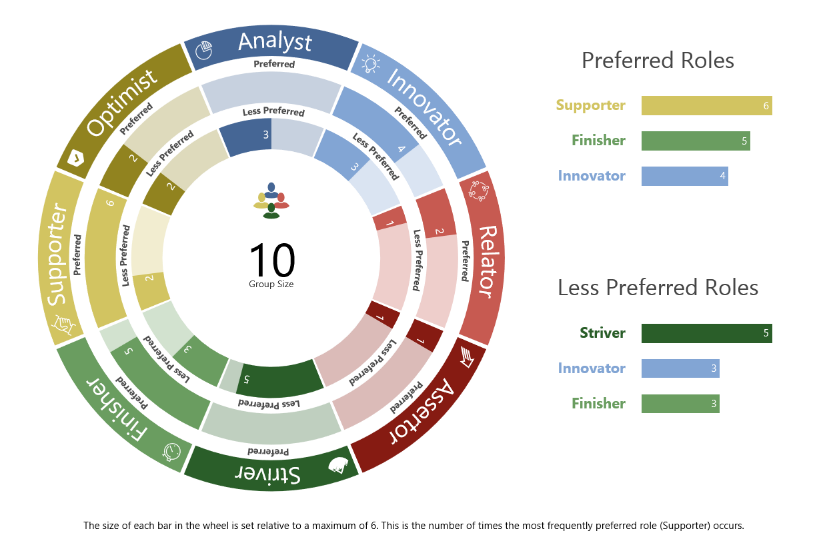 Analyst
Preferred
Less Preferred
3
Innovator
Preferred
4
Less Preferred
3
Relator
Preferred
2
Less Preferred
1
Assertor
Preferred
1
Less Preferred
1
Striver
Preferred
Less Preferred
5
Finisher
Preferred
5
Less Preferred
3
Supporter
Preferred
6
Less Preferred
2
Optimist
Preferred
2
Less Preferred
2
10
Group Size
Preferred Roles
Supporter 6
Finisher 5
Innovator 4
Less Preferred Roles
Striver 5
Innovator 3
Finisher 3
The size of each bar in the wheel is set relative to a maximum of 6. This is the number of times the most frequently preferred role (Supporter) occurs.